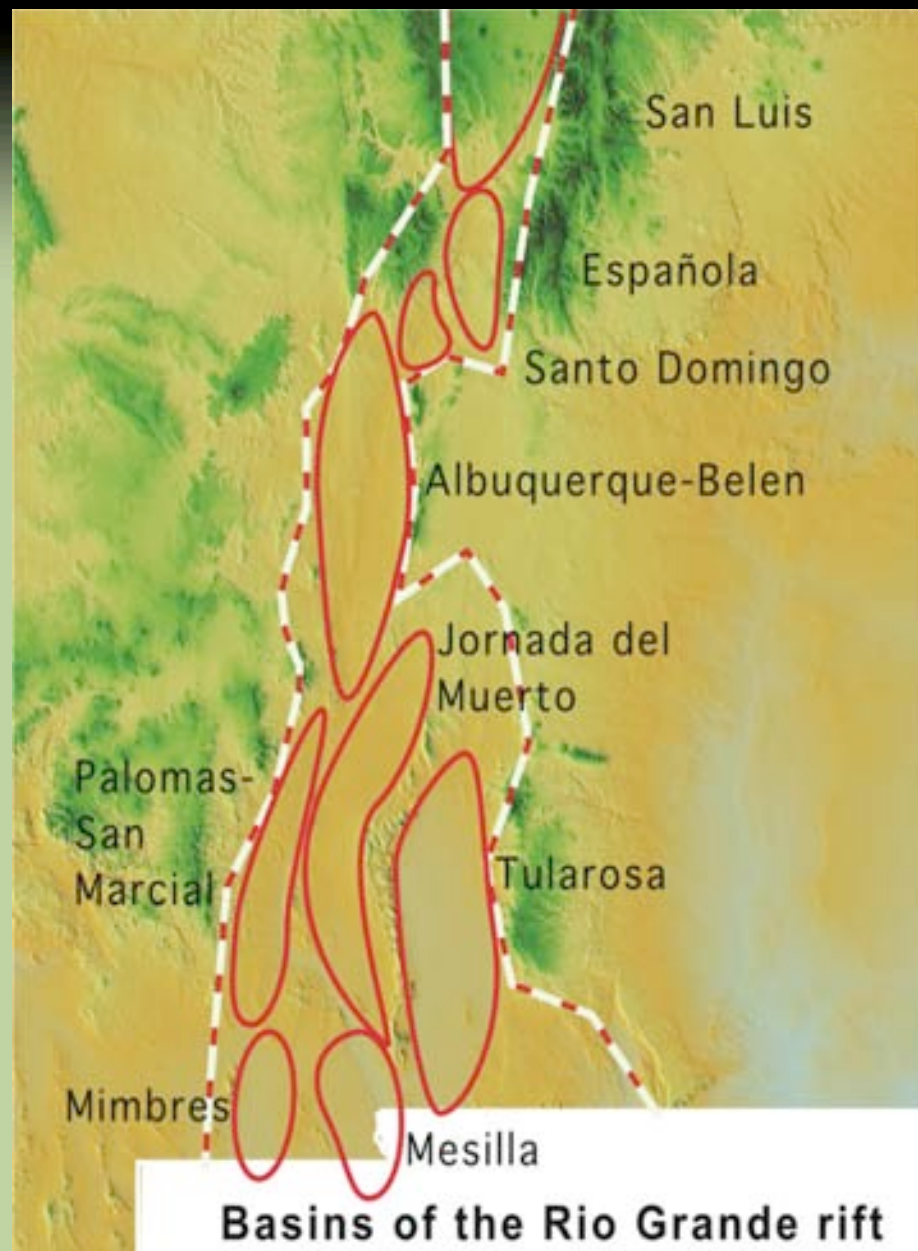 San Luis
Española
Santo Domingo
Albuquerque-Belen
Jornada del
Muerto
Palomas-
San
Marcial
Tularosa
Mimbres
Mesilla
Basins of the Rio Grande rift